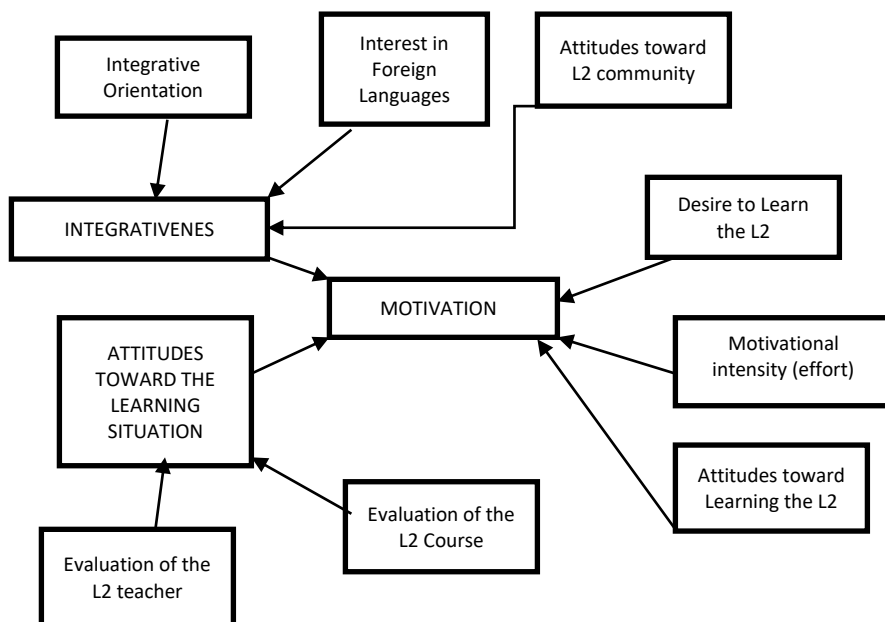 Integrative
Orientation
Interest in
Foreign
Languages
Attitudes toward
L2 community
INTEGRATIVENES
Desire to Learn
the L2
MOTIVATION
ATTITUDES
TOWARD THE
LEARNING
SITUATION
Motivational
intensity (effort)
Attitudes toward
Learning the L2
Evaluation of the
L2 Course
Evaluation of the
L2 teacher